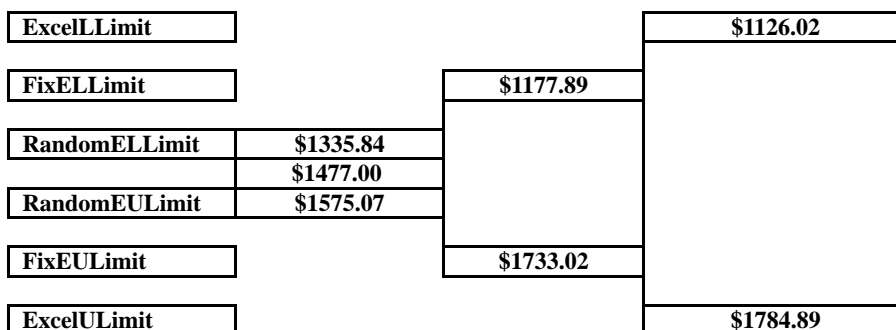 ExcelLLimit $1126.02
FixELLimit $1177.89
RandomELLimit $1335.84
$1477.00
RandomEULimit $1575.07
FixEULimit $1733.02
ExcelULimit $1784.89